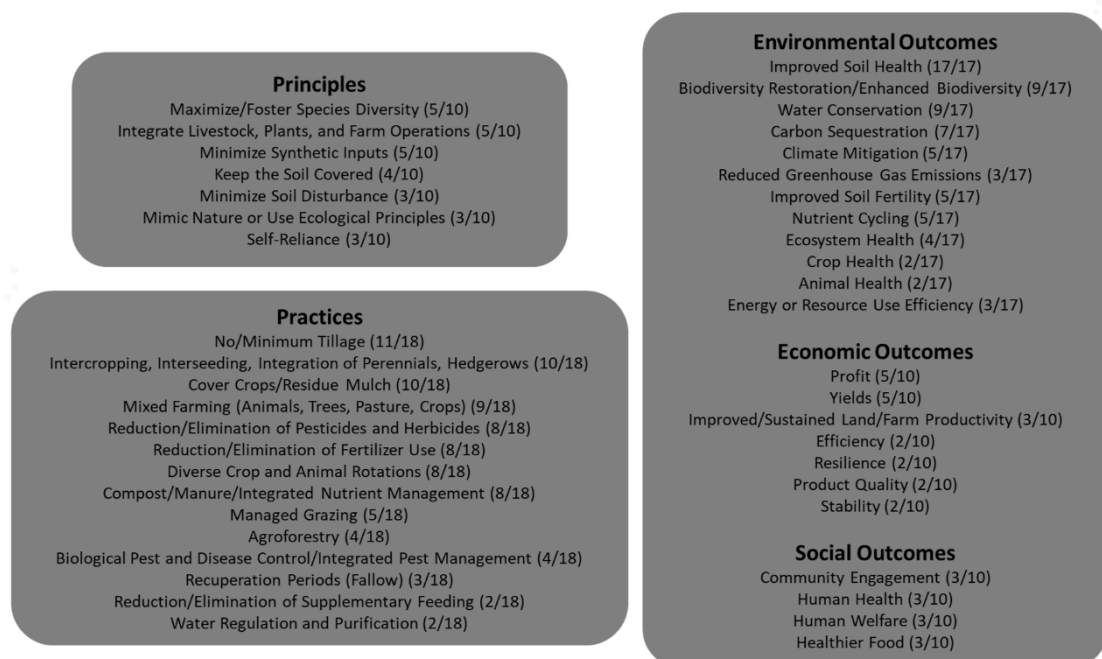 Principles
Maximize/Foster Species Diversity (5/10)
Integrate Livestock, Plants, and Farm Operations (5/10)
Minimize Synthetic Inputs (5/10)
Keep the Soil Covered (4/10)
Minimize Soil Disturbance (3/10)
Mimic Nature or Use Ecological Principles (3/10)
Self-Reliance (3/10)
Practices
No/Minimum Tillage (11/18)
Intercropping, Interseeding, Integration of Perennials, Hedgerows (10/18)
Cover Crops/Residue Mulch (10/18)
Mixed Farming (Animals, Trees, Pasture, Crops) (9/18)
Reduction/Elimination of Pesticides and Herbicides (8/18)
Reduction/Elimination of Fertilizer Use (8/18)
Diverse Crop and Animal Rotations (8/18)
Compost/Manure/Integrated Nutrient Management (8/18)
Managed Grazing (5/18)
Agroforestry (4/18)
Biological Pest and Disease Control/Integrated Pest Management (4/18)
Recuperation Periods (Fallow) (3/18)
Reduction/Elimination of Supplementary Feeding (2/18)
Water Regulation and Purification (2/18)
Environmental Outcomes
Improved Soil Health (17/17)
Biodiversity Restoration/Enhanced Biodiversity (9/17)
Water Conservation (9/17)
Carbon Sequestration (7/17)
Climate Mitigation (5/17)
Reduced Greenhouse Gas Emissions (3/17)
Improved Soil Fertility (5/17)
Nutrient Cycling (5/17)
Ecosystem Health (4/17)
Crop Health (2/17)
Animal Health (2/17)
Energy or Resource Use Efficiency (3/17)
Economic Outcomes
Profit (5/10)
Yields (5/10)
Improved/Sustained Land/Farm Productivity (3/10)
Efficiency (2/10)
Resilience (2/10)
Product Quality (2/10)
Stability (2/10)
Social Outcomes
Community Engagement (3/10)
Human Health (3/10)
Human Welfare (3/10)
Healthier Food (3/10)